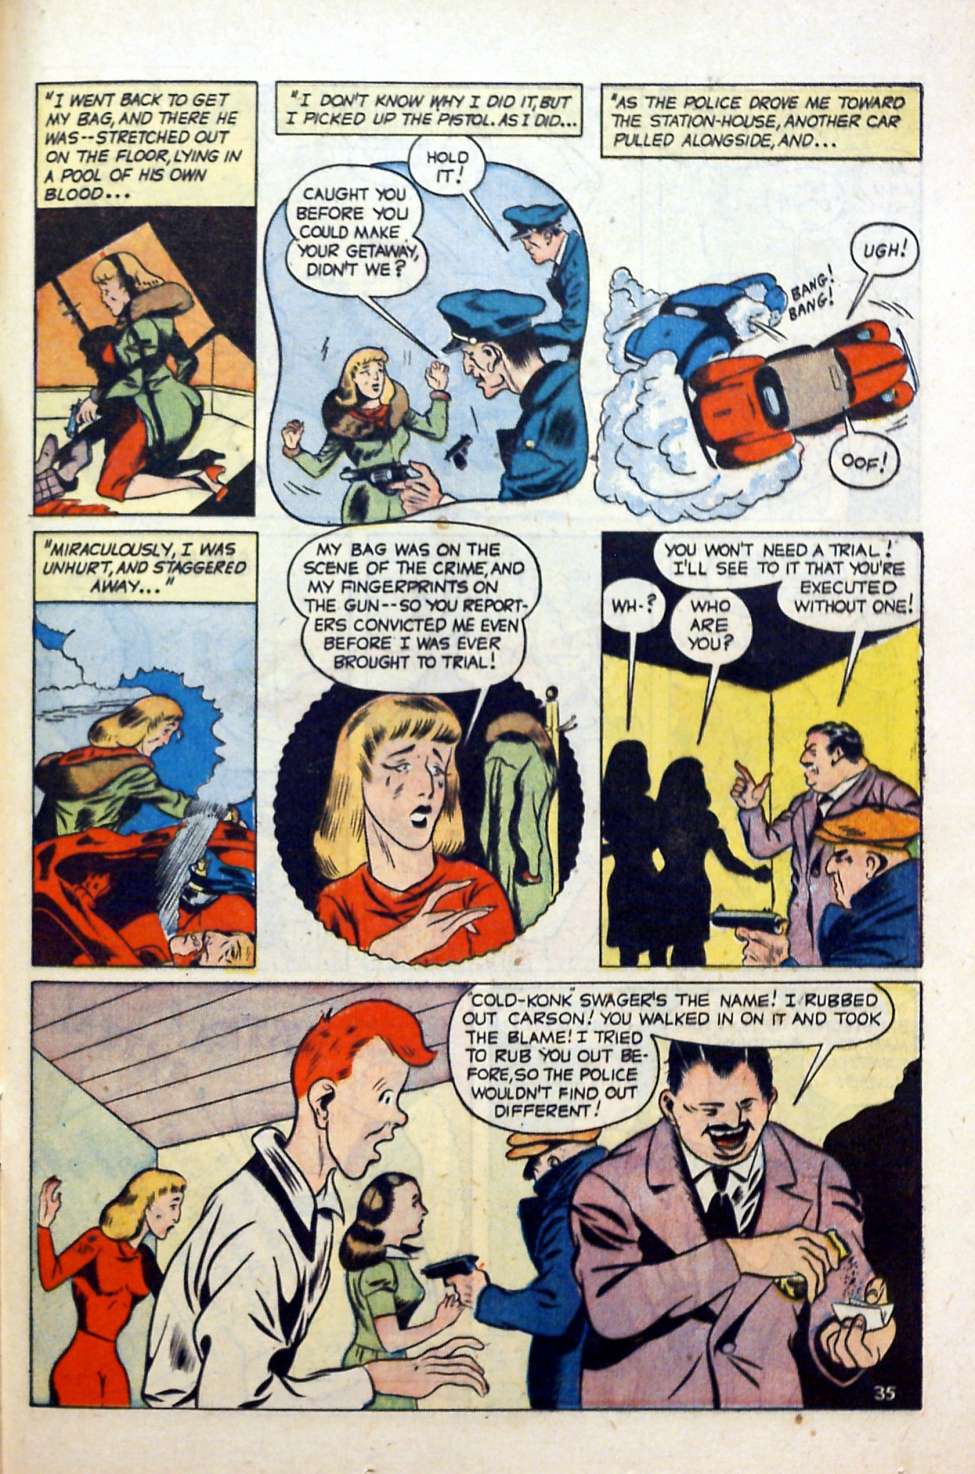 "I WENT BACK TO GET
MY BAG, AND THERE HE
WAS--STRETCHED OUT
ON THE FLOOR, LYING IN
A POOL OF HIS OWN
BLOOD...
"I DON'T KNOW WHY I DID IT, BUT
I PICKED UP THE PISTOL. AS I DID...
HOLD
IT!
CAUGHT YOU
BEFORE YOU
COULD MAKE
YOUR GETAWAY,
DIDN'T WE?
"AS THE POLICE DROVE ME TOWARD
THE STATION-HOUSE, ANOTHER CAR
PULLED ALONGSIDE, AND...
BANG!
BANG!
UGH!
OOF!
"MIRACULOUSLY, I WAS
UNHURT, AND STAGGERED
AWAY..."
MY BAG WAS ON THE
SCENE OF THE CRIME, AND
MY FINGERPRINTS ON
THE GUN--SO YOU REPORT-
ERS CONVICTED ME EVEN
BEFORE I WAS EVER
BROUGHT TO TRIAL!
WH-?
WHO
ARE
YOU?
YOU WON'T NEED A TRIAL!
I'LL SEE TO IT THAT YOU'RE
EXECUTED
WITHOUT ONE!
"COLD-KONK" SWAGER'S THE NAME! I RUBBED
OUT CARSON! YOU WALKED IN ON IT AND TOOK
THE BLAME! I TRIED
TO RUB YOU OUT BE-
FORE, SO THE POLICE
WOULDN'T FIND OUT
DIFFERENT!
35